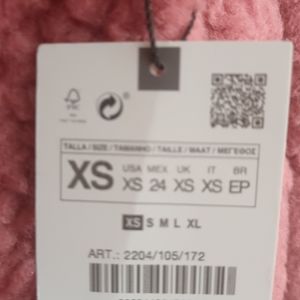 FSC
TALLA / SIZE / TAMANHO / TAILLE / MAAT / ΜΕΓΕΘΟΣ
XS
USA MEX UK IT BR
XS 24 XS XS EP
XS S M L XL
ART.: 2204/105/172